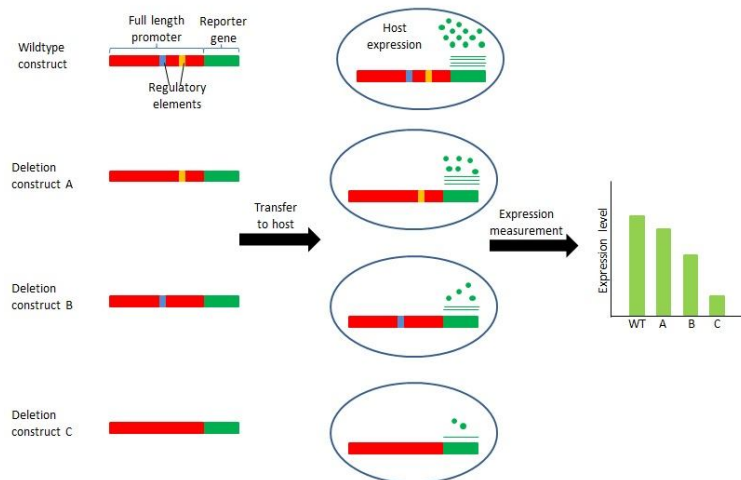 Full length
promoter
Reporter
gene
Wildtype
construct
Regulatory
elements
Host
expression
Deletion
construct A
Transfer
to host
Expression
measurement
Expression level
WT A B C
Deletion
construct B
Deletion
construct C